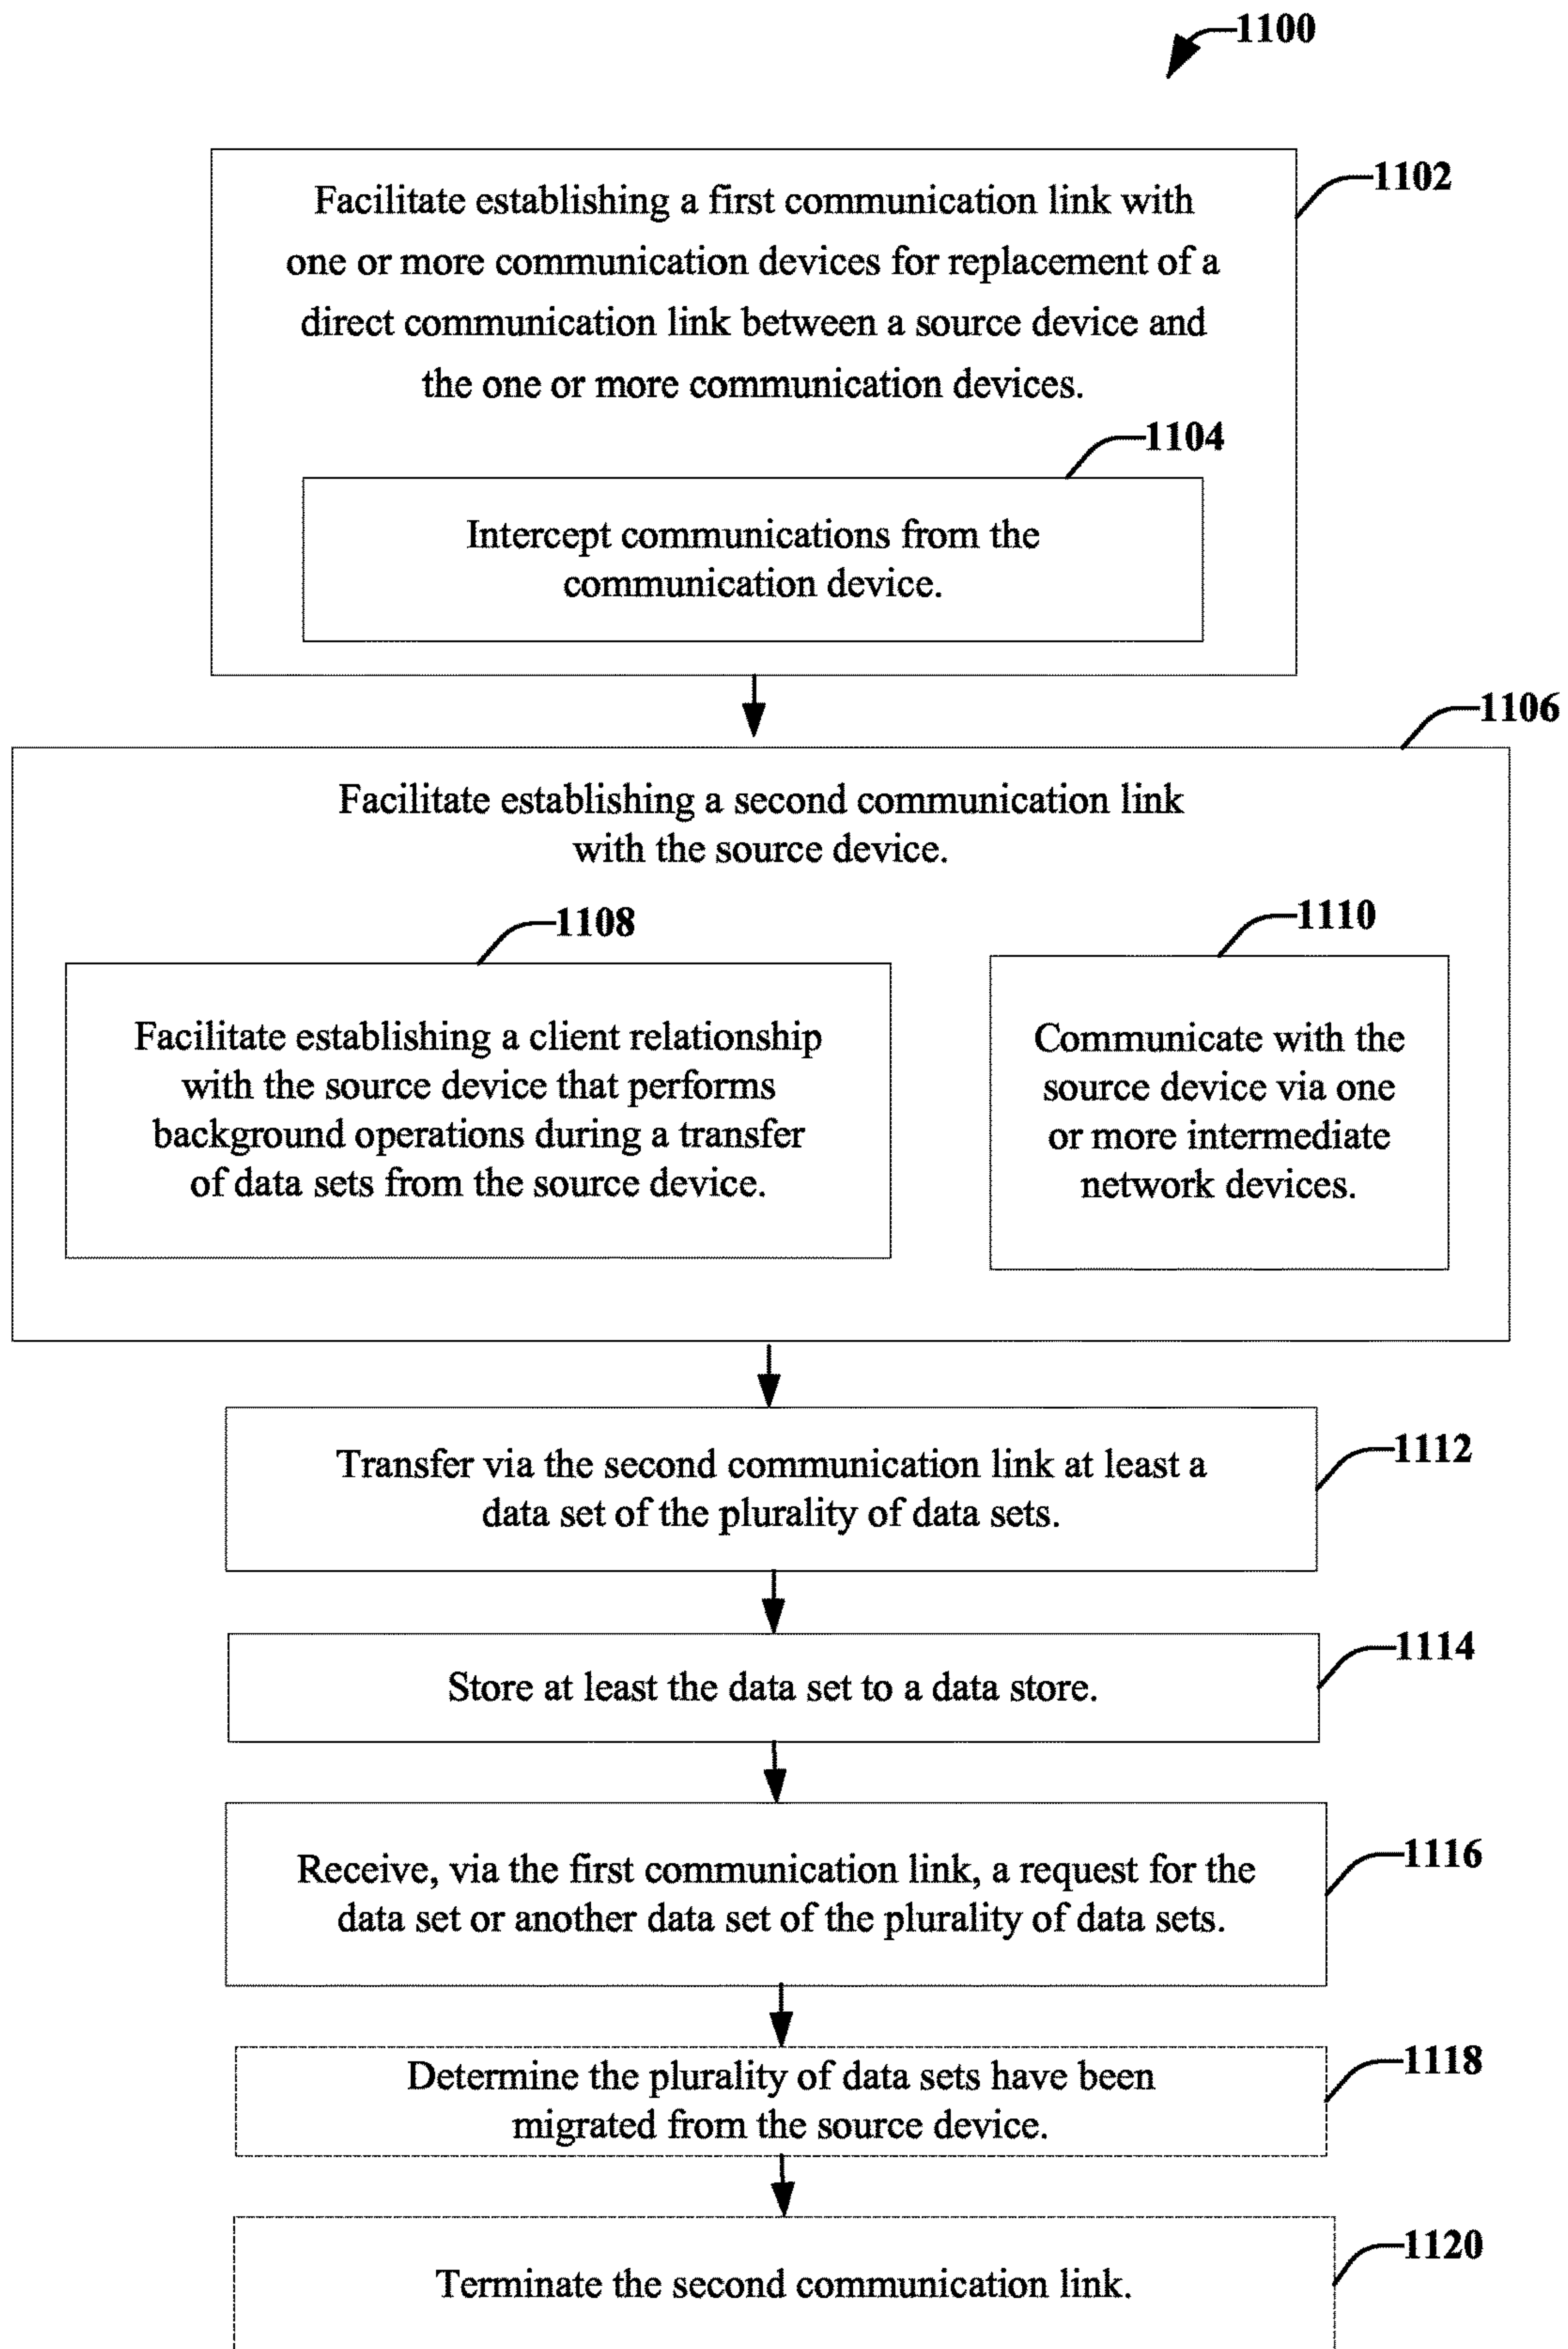 1100
1102
Facilitate establishing a first communication link with
one or more communication devices for replacement of a
direct communication link between a source device and
the one or more communication devices.
1104
Intercept communications from the
communication device.
1106
Facilitate establishing a second communication link
with the source device.
1108
Facilitate establishing a client relationship
with the source device that performs
background operations during a transfer
of data sets from the source device.
1110
Communicate with the
source device via one
or more intermediate
network devices.
1112
Transfer via the second communication link at least a
data set of the plurality of data sets.
1114
Store at least the data set to a data store.
1116
Receive, via the first communication link, a request for the
data set or another data set of the plurality of data sets.
1118
Determine the plurality of data sets have been
migrated from the source device.
1120
Terminate the second communication link.